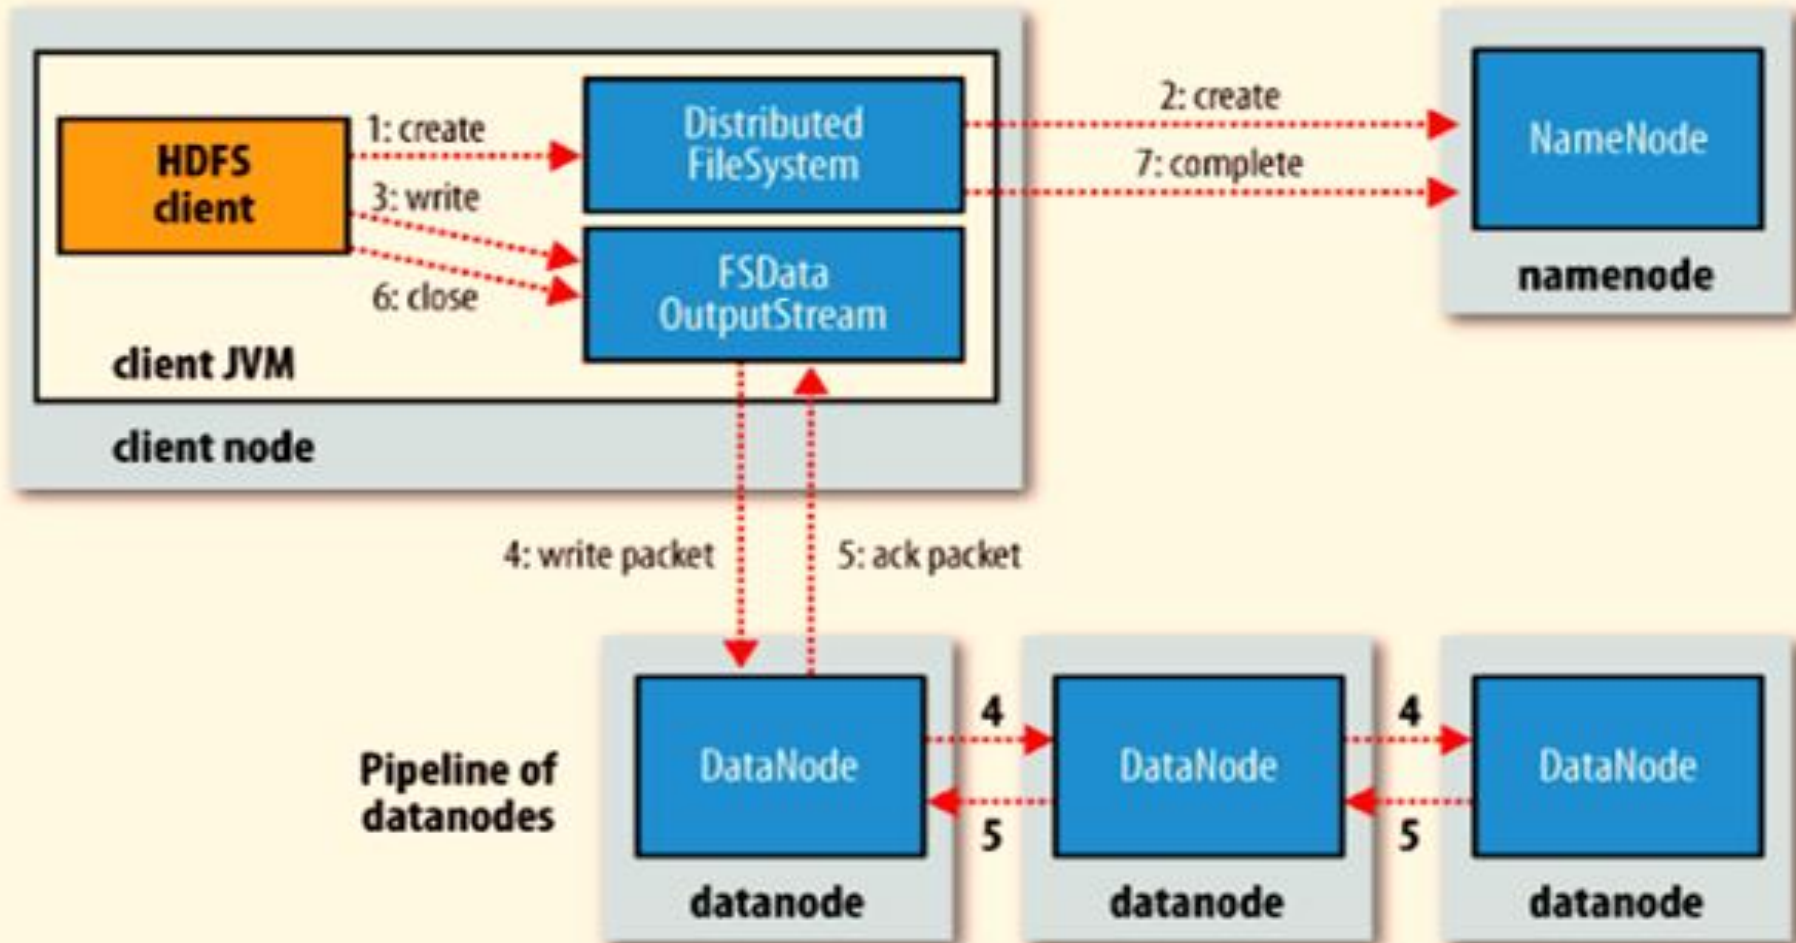 HDFS
client
1: create
3: write
6: close
Distributed
FileSystem
FSData
OutputStream
client JVM
client node
2: create
7: complete
NameNode
namenode
4: write packet
5: ack packet
Pipeline of
datanodes
DataNode
datanode
4
5
DataNode
datanode
4
5
DataNode
datanode